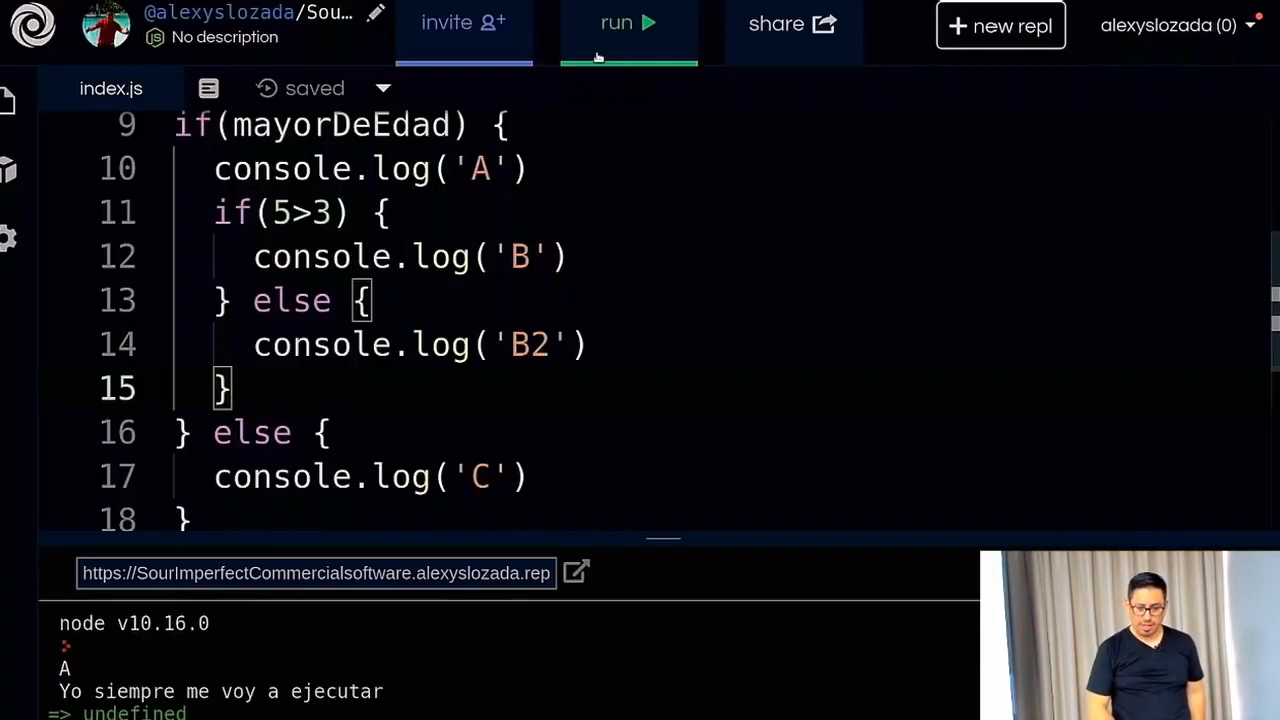 @alexyslozada/Sour…
No description
invite
run
share
+ new repl
alexyslozada (0)
index.js
saved
9 if(mayorDeEdad) {
10 console.log('A')
11 if(5>3) {
12 console.log('B')
13 } else {
14 console.log('B2')
15 }
16 } else {
17 console.log('C')
18 }
https://SourImperfectCommercialsoftware.alexyslozada.rep
node v10.16.0
A
Yo siempre me voy a ejecutar
=> undefined